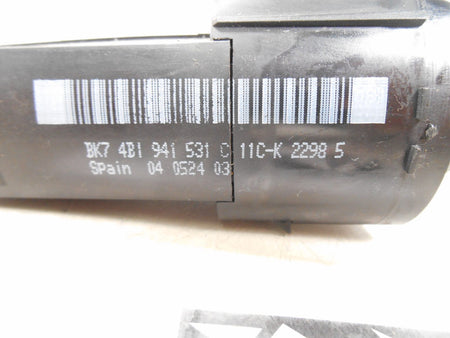 BK7 4B1 941 531 C 11C-K 2298 5
Spain 04 0524 03